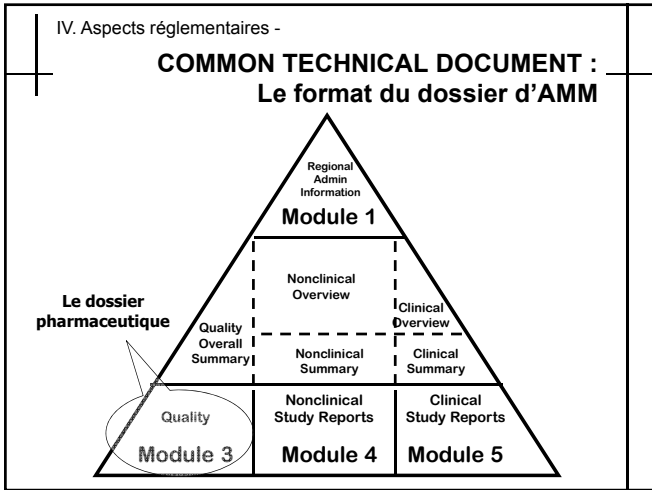 IV. Aspects réglementaires -
COMMON TECHNICAL DOCUMENT :
Le format du dossier d’AMM
Regional
Admin
Information
Module 1
Nonclinical
Overview
Clinical
Overview
Le dossier
pharmaceutique
Quality
Overall
Summary
Nonclinical
Summary
Clinical
Summary
Quality
Module 3
Nonclinical
Study Reports
Module 4
Clinical
Study Reports
Module 5